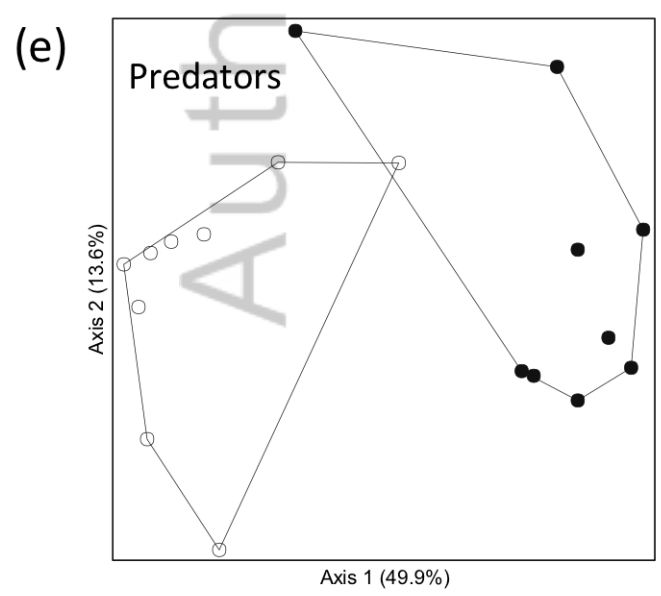 (e)
Predators
Auth
Axis 2 (13.6%)
Axis 1 (49.9%)